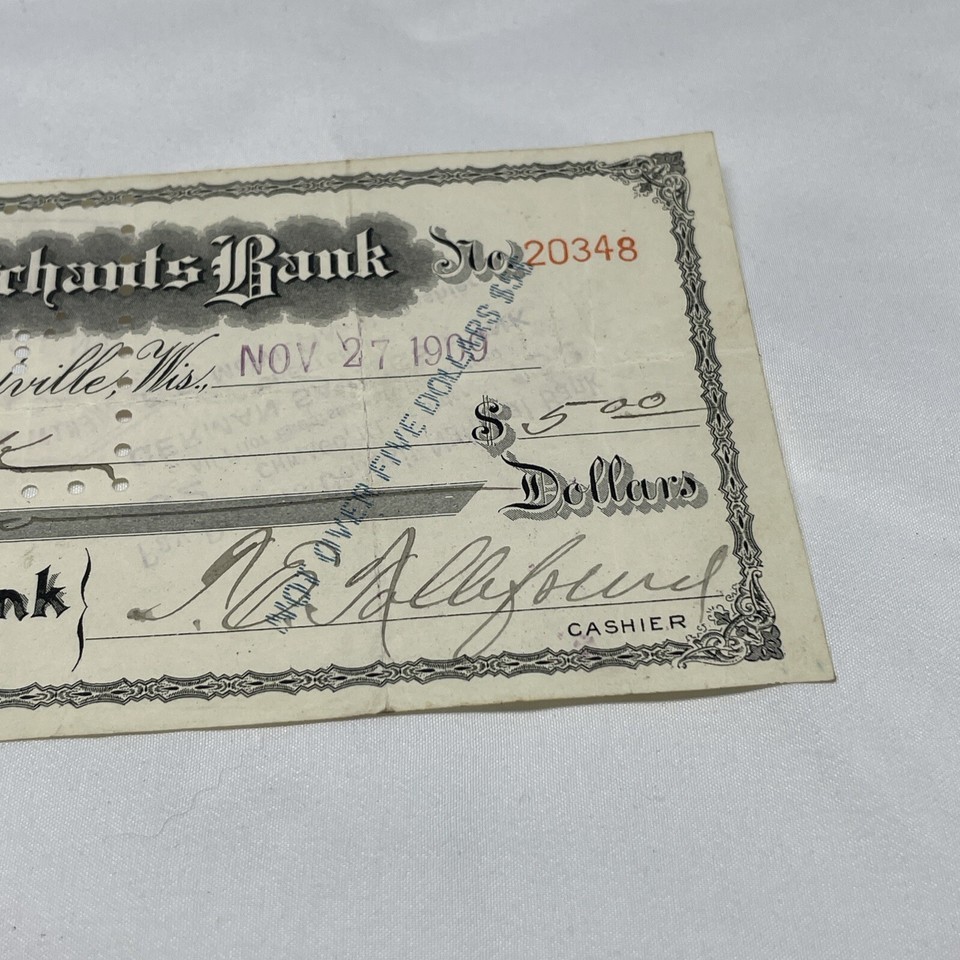 chants Bank No. 20348
ville, Wis., NOV 27 1909
$ 5 00
Dollars
NOT OVER FIVE DOLLARS $5$
nk
CASHIER